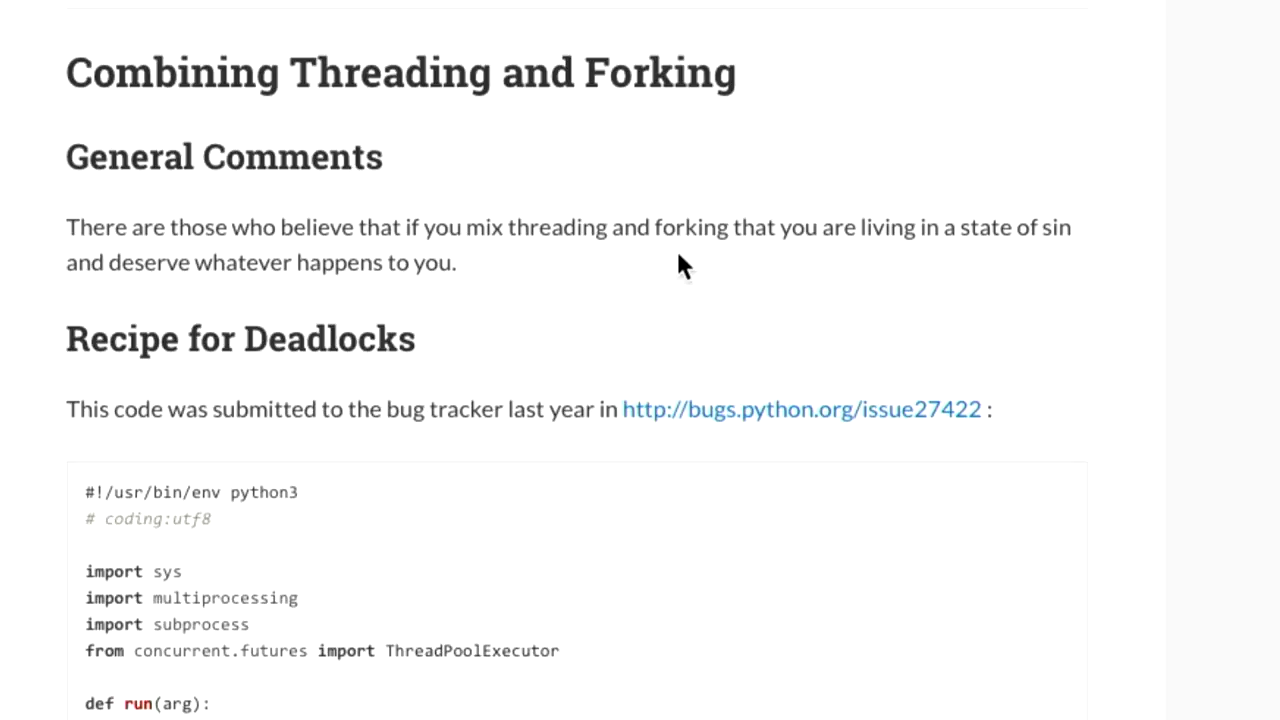 Combining Threading and Forking
General Comments
There are those who believe that if you mix threading and forking that you are living in a state of sin
and deserve whatever happens to you.
Recipe for Deadlocks
This code was submitted to the bug tracker last year in http://bugs.python.org/issue27422 :
#!/usr/bin/env python3
# coding:utf8
import sys
import multiprocessing
import subprocess
from concurrent.futures import ThreadPoolExecutor
def run(arg):